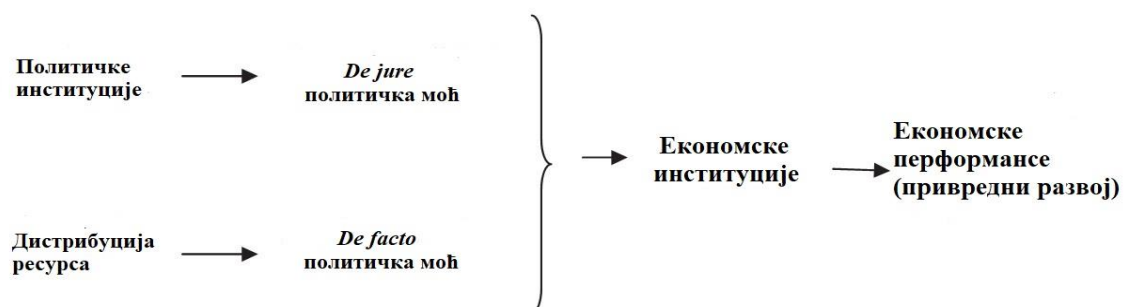 Политичке
институције
De jure
политичка моћ
Економске
институције
Економске
перформансе
(привредни развој)
Дистрибуција
ресурса
De facto
политичка моћ